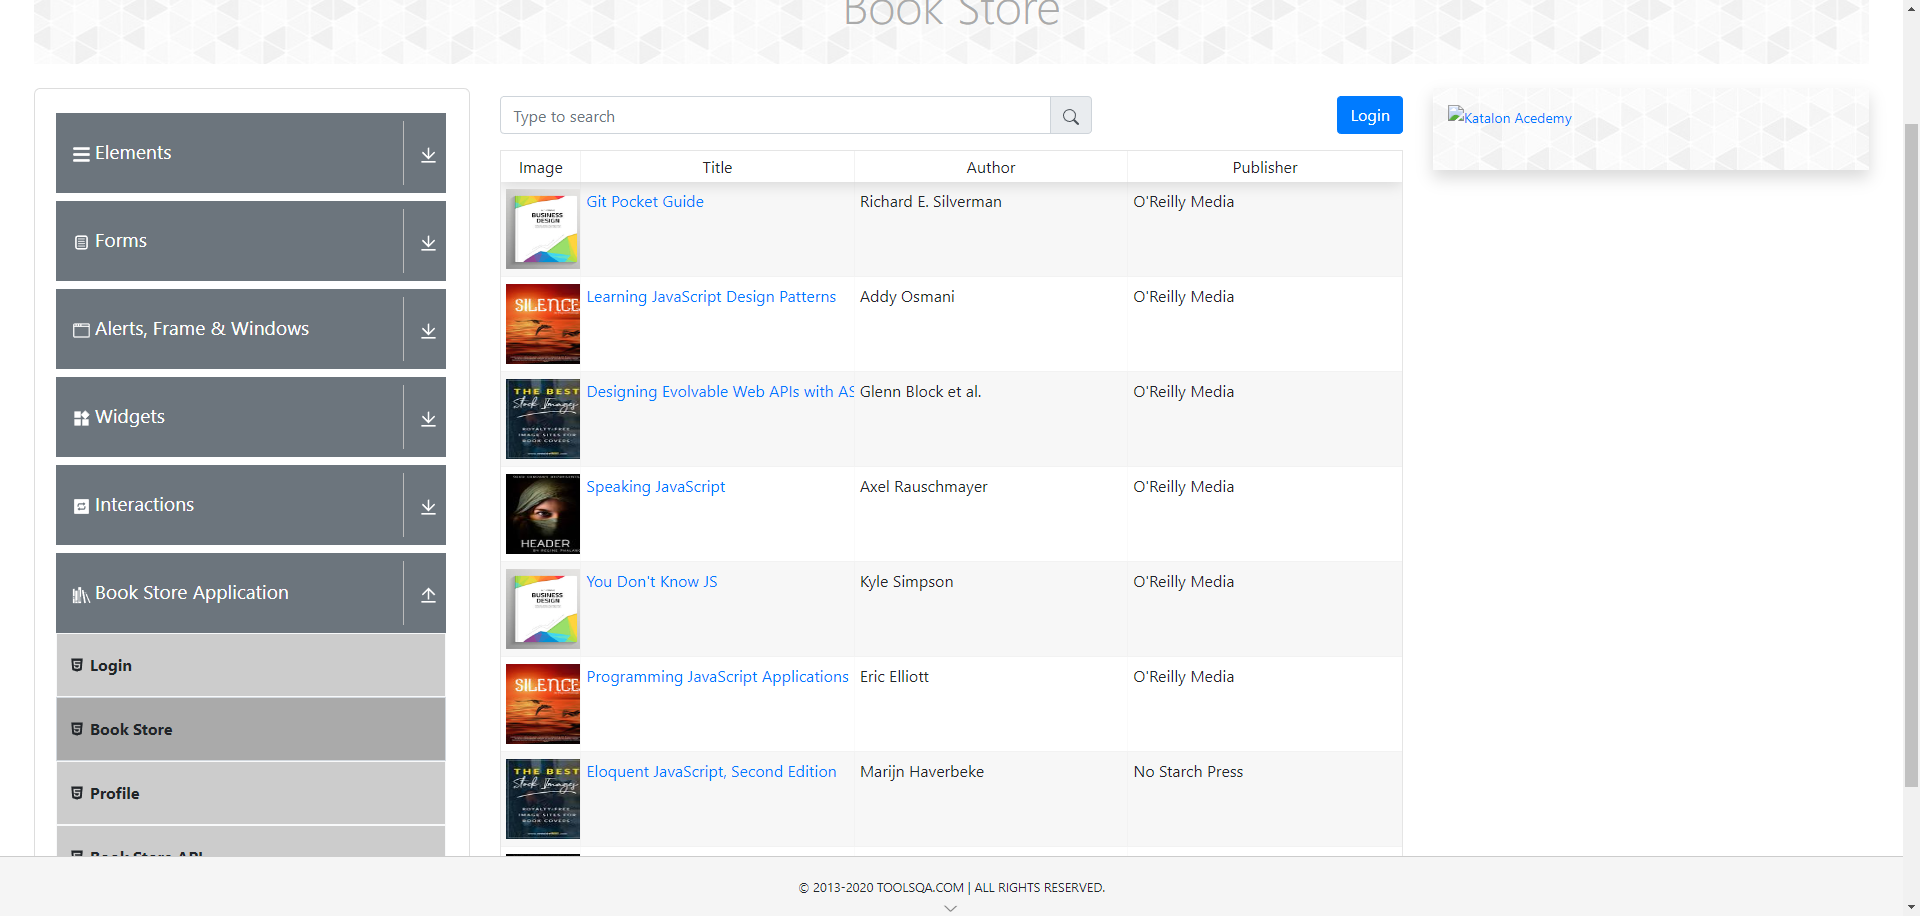 Book Store
Elements
Forms
Alerts, Frame & Windows
Widgets
Interactions
Book Store Application
Login
Book Store
Profile
Book Store API
Type to search
Login
Image Title Author Publisher
BUSINESS
DESIGN
Git Pocket Guide Richard E. Silverman O'Reilly Media
SILENCE
Learning JavaScript Design Patterns Addy Osmani O'Reilly Media
THE BEST
Stock Images
ROYALTY-FREE
IMAGE SITES FOR
BOOK COVERS
Designing Evolvable Web APIs with AS Glenn Block et al. O'Reilly Media
HEADER
Speaking JavaScript Axel Rauschmayer O'Reilly Media
BUSINESS
DESIGN
You Don't Know JS Kyle Simpson O'Reilly Media
SILENCE
Programming JavaScript Applications Eric Elliott O'Reilly Media
THE BEST
Stock Images
ROYALTY-FREE
IMAGE SITES FOR
BOOK COVERS
Eloquent JavaScript, Second Edition Marijn Haverbeke No Starch Press
Katalon Acedemy
© 2013-2020 TOOLSQA.COM | ALL RIGHTS RESERVED.